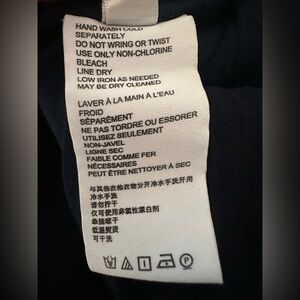 HAND WASH COLD
SEPARATELY
DO NOT WRING OR TWIST
USE ONLY NON-CHLORINE
BLEACH
LINE DRY
LOW IRON AS NEEDED
MAY BE DRY CLEANED
LAVER À LA MAIN À L'EAU
FROID
SÉPARÉMENT
NE PAS TORDRE OU ESSORER
UTILISEZ SEULEMENT
NON-JAVEL
LIGNE SEC
FAIBLE COMME FER
NÉCESSAIRES
PEUT ÊTRE NETTOYER À SEC
与其他衣物分开冷水手洗
冷水手洗
请勿拧干
仅可使用非氯性漂白剂
悬挂晾干
低温熨烫
可干洗
P